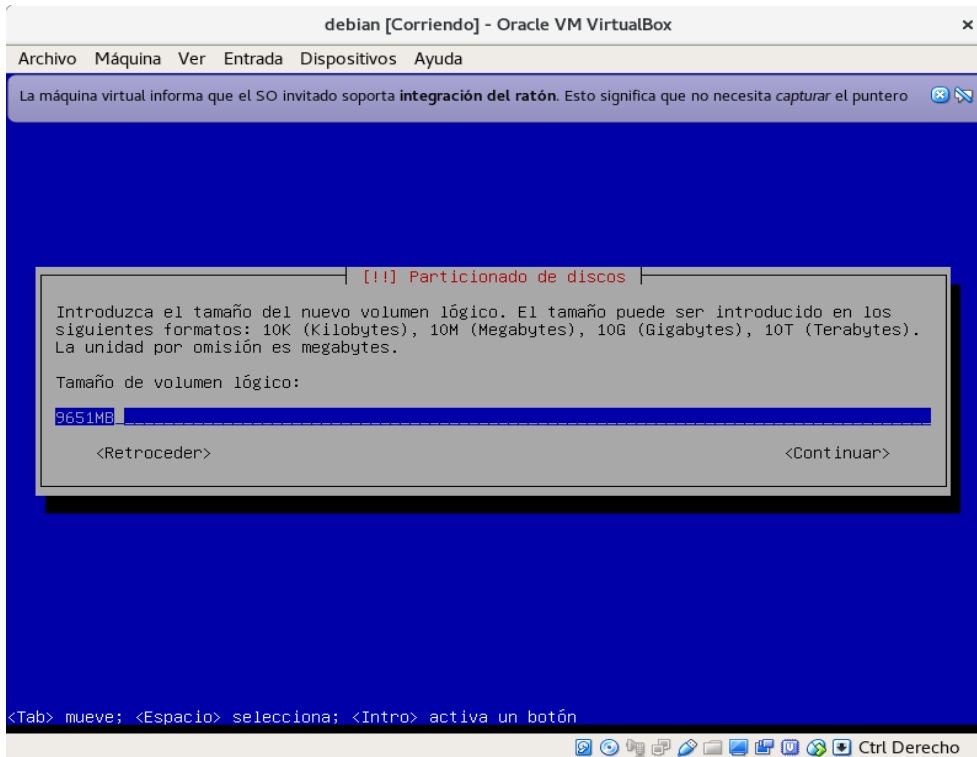 debian [Corriendo] - Oracle VM VirtualBox
Archivo Máquina Ver Entrada Dispositivos Ayuda
La máquina virtual informa que el SO invitado soporta integración del ratón. Esto significa que no necesita capturar el puntero
[!!] Particionado de discos
Introduzca el tamaño del nuevo volumen lógico. El tamaño puede ser introducido en los
siguientes formatos: 10K (Kilobytes), 10M (Megabytes), 10G (Gigabytes), 10T (Terabytes).
La unidad por omisión es megabytes.
Tamaño de volumen lógico:
9651MB
<Retroceder> <Continuar>
<Tab> mueve; <Espacio> selecciona; <Intro> activa un botón
Ctrl Derecho